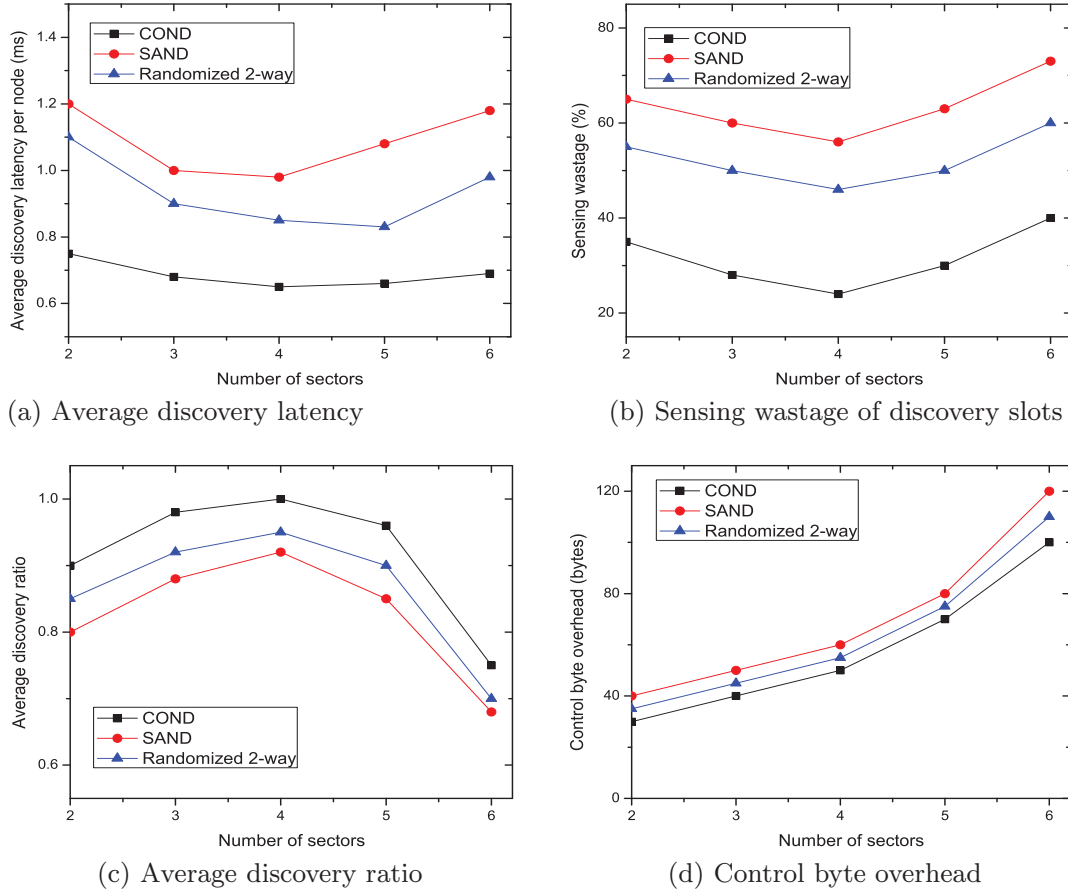 1.4
1.2
1.0
0.8
0.6
Average discovery latency per node (ms)
COND
SAND
Randomized 2-way
2 3 4 5 6
Number of sectors
(a) Average discovery latency
80
60
40
20
Sensing wastage (%)
COND
SAND
Randomized 2-way
2 3 4 5 6
Number of sectors
(b) Sensing wastage of discovery slots
1.0
0.8
0.6
Average discovery ratio
COND
SAND
Randomized 2-way
2 3 4 5 6
Number of sectors
(c) Average discovery ratio
120
80
40
0
Control byte overhead (bytes)
COND
SAND
Randomized 2-way
2 3 4 5 6
Number of sectors
(d) Control byte overhead